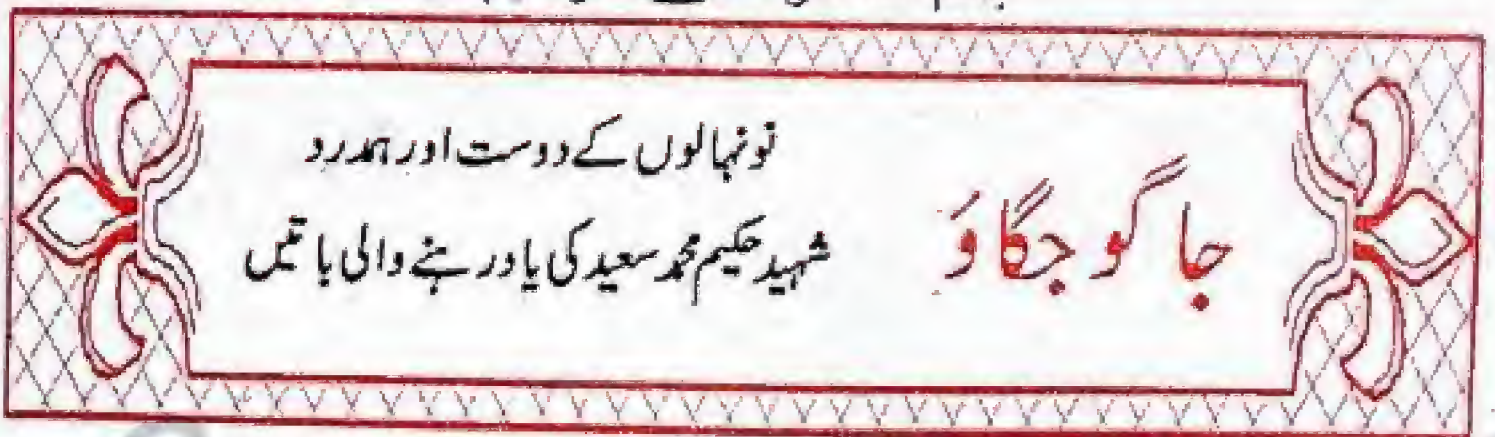 جاگو جگاؤ
نونہالوں کے دوست اور ہمدرد
شہید حکیم محمد سعید کی یاد رہنے والی باتیں